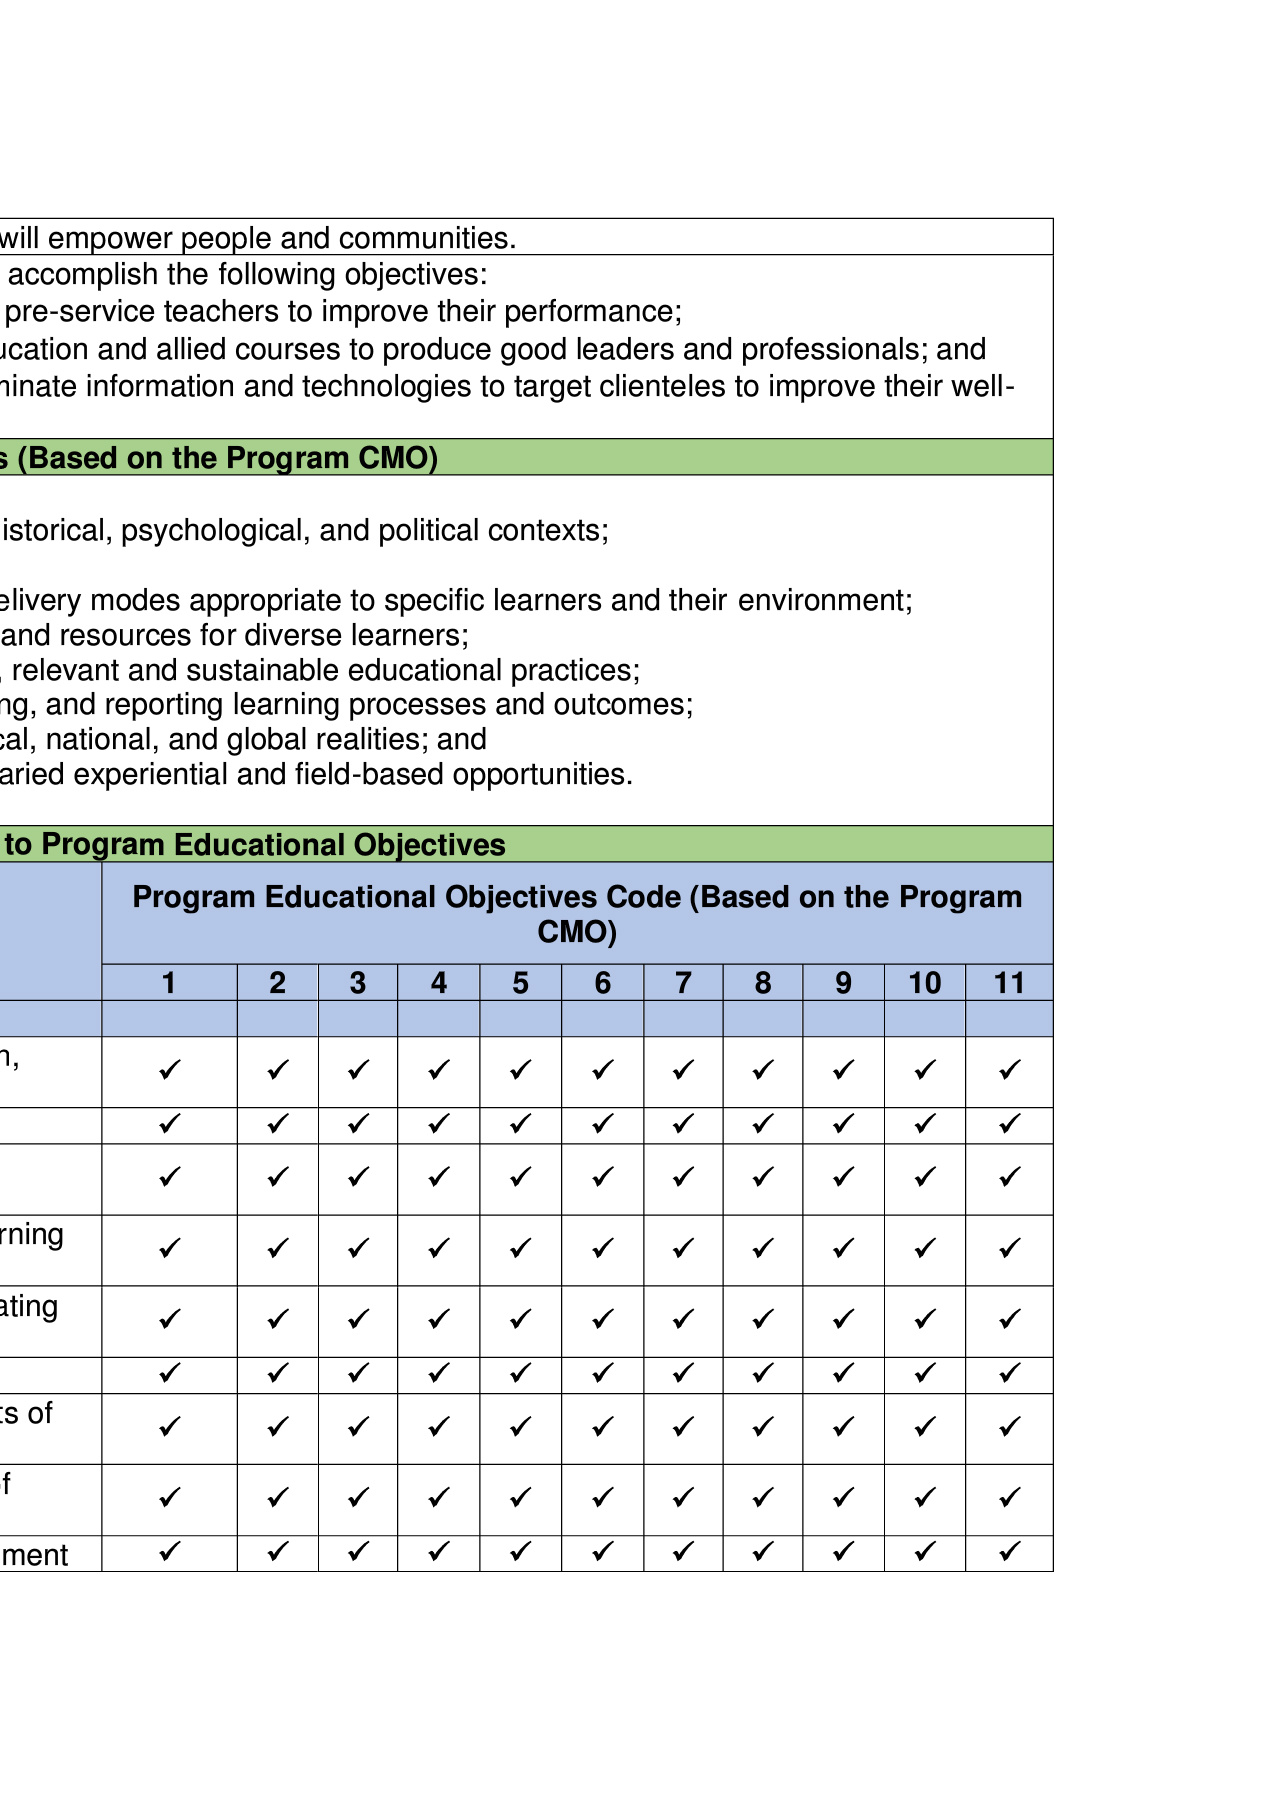 will empower people and communities.
accomplish the following objectives:
pre-service teachers to improve their performance;
ucation and allied courses to produce good leaders and professionals; and
minate information and technologies to target clienteles to improve their well-
s (Based on the Program CMO)
istorical, psychological, and political contexts;
elivery modes appropriate to specific learners and their environment;
and resources for diverse learners;
, relevant and sustainable educational practices;
ng, and reporting learning processes and outcomes;
cal, national, and global realities; and
aried experiential and field-based opportunities.
to Program Educational Objectives
Program Educational Objectives Code (Based on the Program
CMO)
1 2 3 4 5 6 7 8 9 10 11
n,
✓ ✓ ✓ ✓ ✓ ✓ ✓ ✓ ✓ ✓ ✓
✓ ✓ ✓ ✓ ✓ ✓ ✓ ✓ ✓ ✓ ✓
✓ ✓ ✓ ✓ ✓ ✓ ✓ ✓ ✓ ✓ ✓
rning
✓ ✓ ✓ ✓ ✓ ✓ ✓ ✓ ✓ ✓ ✓
ating
✓ ✓ ✓ ✓ ✓ ✓ ✓ ✓ ✓ ✓ ✓
✓ ✓ ✓ ✓ ✓ ✓ ✓ ✓ ✓ ✓ ✓
ts of
✓ ✓ ✓ ✓ ✓ ✓ ✓ ✓ ✓ ✓ ✓
of
✓ ✓ ✓ ✓ ✓ ✓ ✓ ✓ ✓ ✓ ✓
ment ✓ ✓ ✓ ✓ ✓ ✓ ✓ ✓ ✓ ✓ ✓